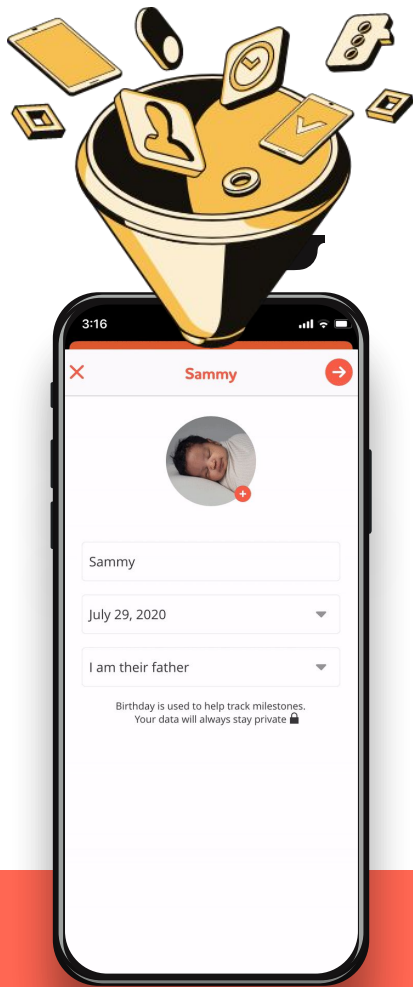 3:16
Sammy
Sammy
July 29, 2020
I am their father
Birthday is used to help track milestones.
Your data will always stay private